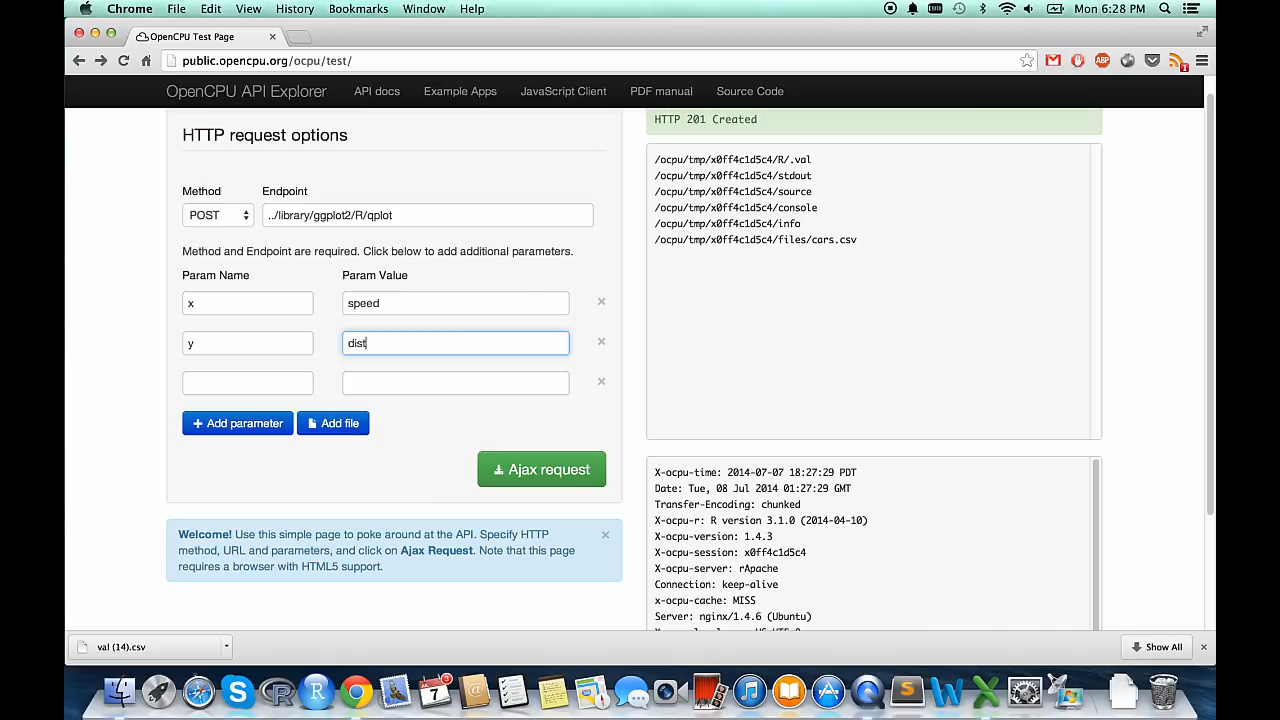 Chrome File Edit View History Bookmarks Window Help Mon 6:28 PM
OpenCPU Test Page
public.opencpu.org/ocpu/test/
ABP 1
OpenCPU API Explorer API docs Example Apps JavaScript Client PDF manual Source Code
HTTP request options
Method Endpoint
POST ../library/ggplot2/R/qplot
Method and Endpoint are required. Click below to add additional parameters.
Param Name Param Value
x speed
y dist
Add parameter Add file
Ajax request
Welcome! Use this simple page to poke around at the API. Specify HTTP
method, URL and parameters, and click on Ajax Request. Note that this page
requires a browser with HTML5 support.
HTTP 201 Created
/ocpu/tmp/x0ff4c1d5c4/R/.val
/ocpu/tmp/x0ff4c1d5c4/stdout
/ocpu/tmp/x0ff4c1d5c4/source
/ocpu/tmp/x0ff4c1d5c4/console
/ocpu/tmp/x0ff4c1d5c4/info
/ocpu/tmp/x0ff4c1d5c4/files/cars.csv
X-ocpu-time: 2014-07-07 18:27:29 PDT
Date: Tue, 08 Jul 2014 01:27:29 GMT
Transfer-Encoding: chunked
X-ocpu-r: R version 3.1.0 (2014-04-10)
X-ocpu-version: 1.4.3
X-ocpu-session: x0ff4c1d5c4
X-ocpu-server: rApache
Connection: keep-alive
x-ocpu-cache: MISS
Server: nginx/1.4.6 (Ubuntu)
val (14).csv Show All
7 3